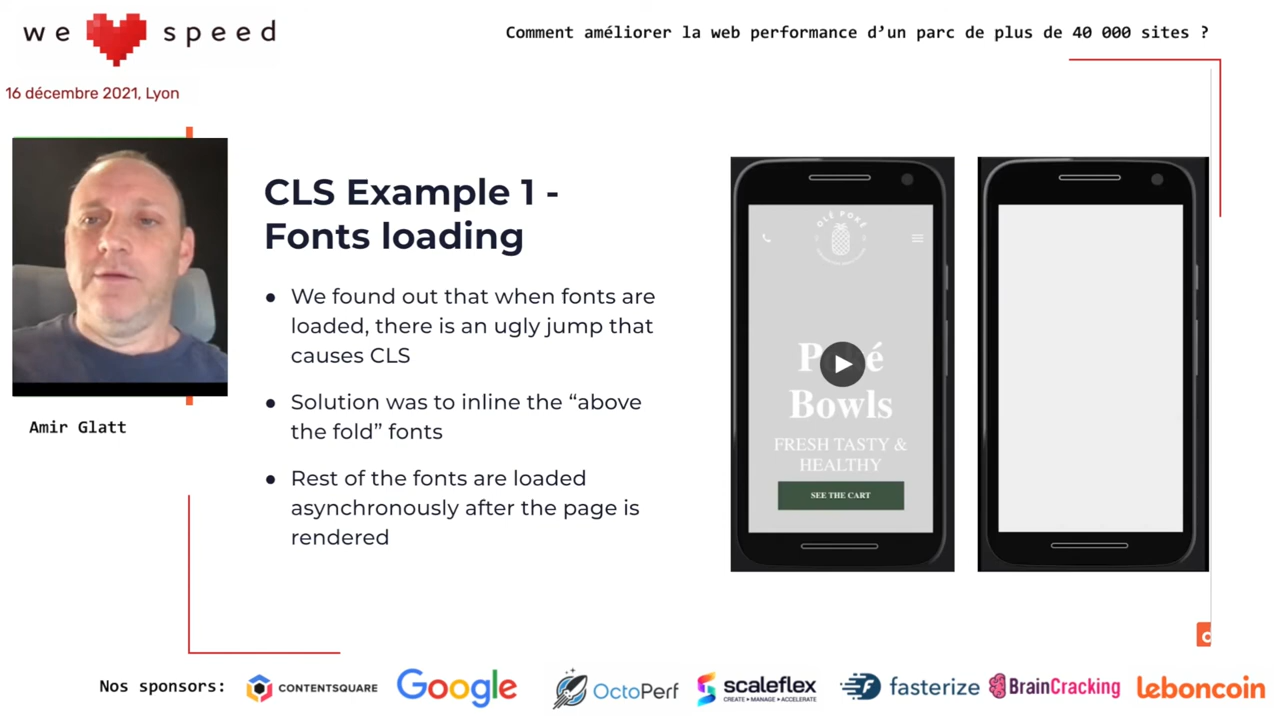 we speed
Comment améliorer la web performance d’un parc de plus de 40 000 sites ?
16 décembre 2021, Lyon
Amir Glatt
CLS Example 1 -
Fonts loading
● We found out that when fonts are
loaded, there is an ugly jump that
causes CLS
● Solution was to inline the “above
the fold” fonts
● Rest of the fonts are loaded
asynchronously after the page is
rendered
OLÉ POKÉ
Bowls
FRESH TASTY &
HEALTHY
SEE THE CART
Nos sponsors:
CONTENTSQUARE
Google
OctoPerf
scaleflex
CREATE • MANAGE • ACCELERATE
fasterize
BrainCracking
leboncoin